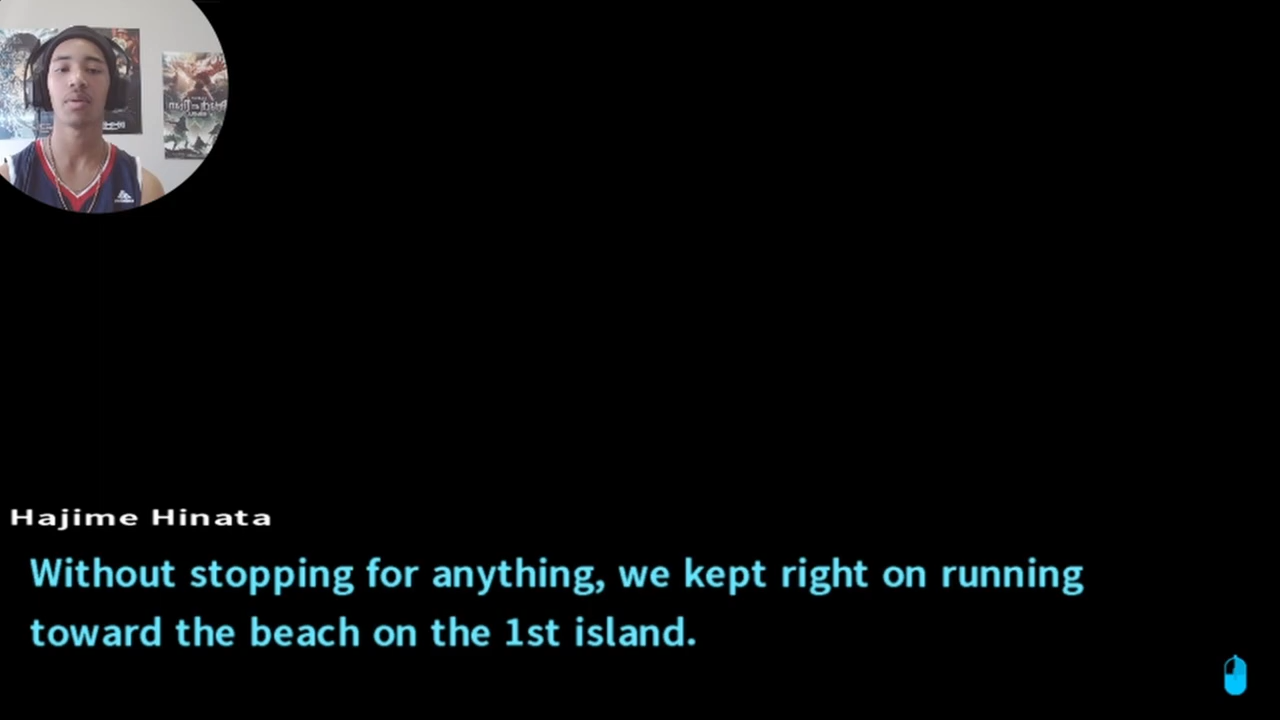 Hajime Hinata
Without stopping for anything, we kept right on running
toward the beach on the 1st island.